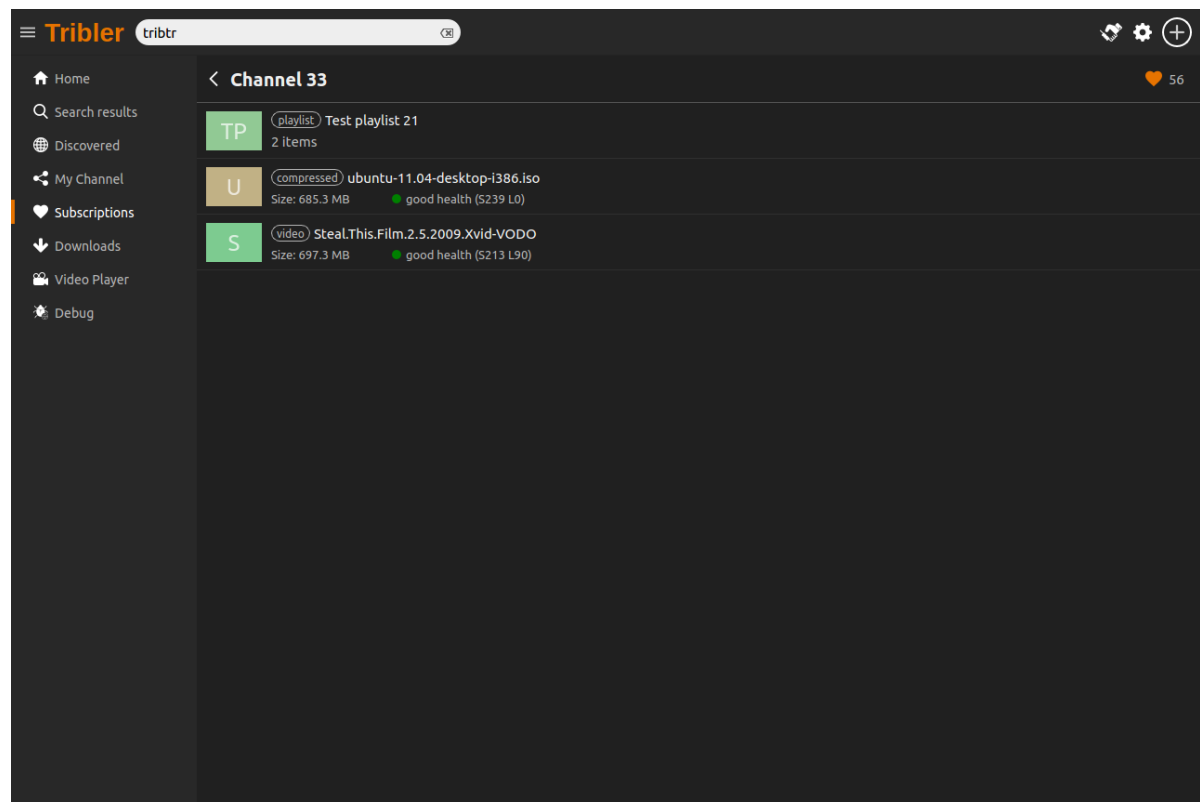 Tribler tribtr
Home
Search results
Discovered
My Channel
Subscriptions
Downloads
Video Player
Debug
Channel 33 56
TP playlist Test playlist 21
2 items
U compressed ubuntu-11.04-desktop-i386.iso
Size: 685.3 MB good health (S239 L0)
S video Steal.This.Film.2.5.2009.Xvid-VODO
Size: 697.3 MB good health (S213 L90)